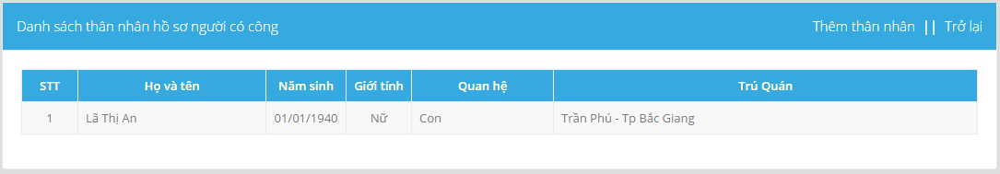 Danh sách thân nhân hồ sơ người có công
Thêm thân nhân || Trở lại
STT Họ và tên Năm sinh Giới tính Quan hệ Trú Quán
1 Lã Thị An 01/01/1940 Nữ Con Trần Phú - Tp Bắc Giang